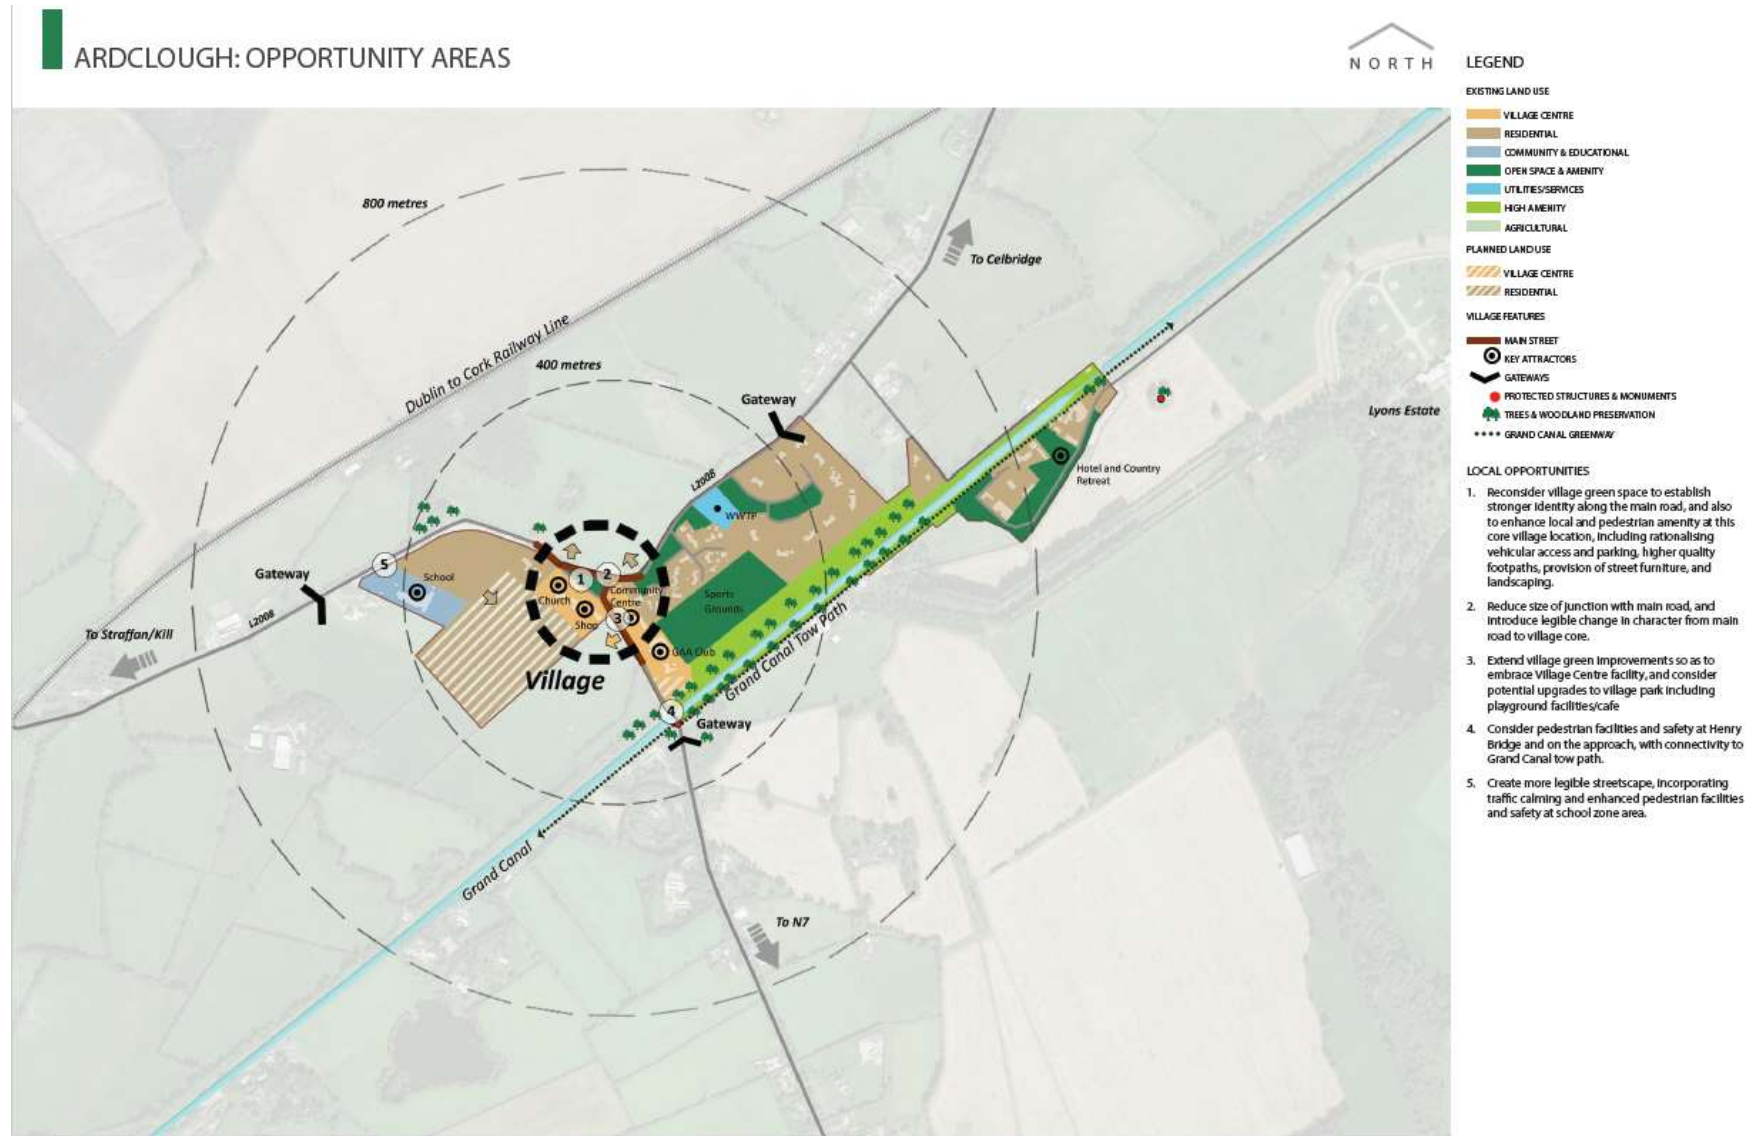 ARDCLOUGH: OPPORTUNITY AREAS
NORTH
800 metres
400 metres
Dublin to Cork Railway Line
To Celbridge
Gateway
L2008
WWTP
Hotel and Country
Retreat
Lyons Estate
5
School
Gateway
L2008
To Straffan/Kill
1
2
Church
Community
Centre
3
Shop
Sports
Grounds
GAA Club
Village
4
Gateway
Grand Canal Tow Path
Grand Canal
To N7
LEGEND
EXISTING LAND USE
VILLAGE CENTRE
RESIDENTIAL
COMMUNITY & EDUCATIONAL
OPEN SPACE & AMENITY
UTILITIES/SERVICES
HIGH AMENITY
AGRICULTURAL
PLANNED LAND USE
VILLAGE CENTRE
RESIDENTIAL
VILLAGE FEATURES
MAIN STREET
KEY ATTRACTORS
GATEWAYS
PROTECTED STRUCTURES & MONUMENTS
TREES & WOODLAND PRESERVATION
GRAND CANAL GREENWAY
LOCAL OPPORTUNITIES
1. Reconsider village green space to establish
stronger identity along the main road, and also
to enhance local and pedestrian amenity at this
core village location, including rationalising
vehicular access and parking, higher quality
footpaths, provision of street furniture, and
landscaping.
2. Reduce size of junction with main road, and
introduce legible change in character from main
road to village core.
3. Extend village green improvements so as to
embrace Village Centre facility, and consider
potential upgrades to village park including
playground facilities/cafe
4. Consider pedestrian facilities and safety at Henry
Bridge and on the approach, with connectivity to
Grand Canal tow path.
5. Create more legible streetscape, incorporating
traffic calming and enhanced pedestrian facilities
and safety at school zone area.